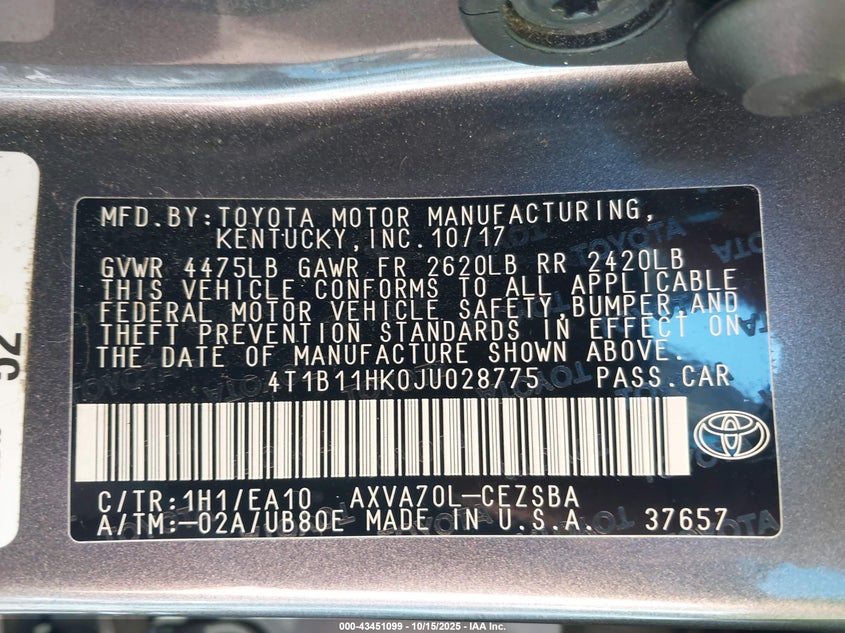 MFD.BY:TOYOTA MOTOR MANUFACTURING,
KENTUCKY,INC.10/17
GVWR 4475LB GAWR FR 2620LB RR 2420LB
THIS VEHICLE CONFORMS TO ALL APPLICABLE
FEDERAL MOTOR VEHICLE SAFETY,BUMPER,AND
THEFT PREVENTION STANDARDS IN EFFECT ON
THE DATE OF MANUFACTURE SHOWN ABOVE.
4T1B11HK0JU028775 PASS.CAR
C/TR:1H1/EA10 AXVA70L-CEZSBA
A/TM:-02A/UB80E MADE IN U.S.A. 37657
000-43451099 - 10/15/2025 - IAA Inc.